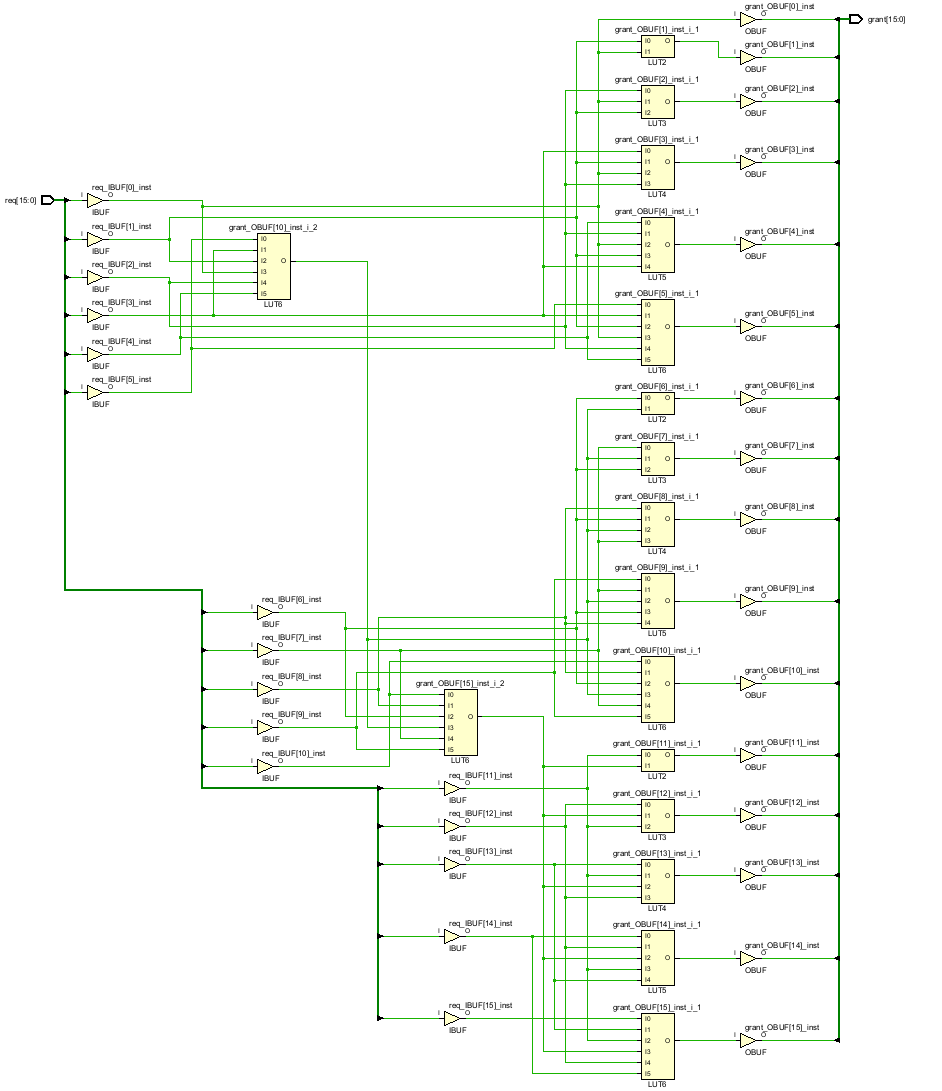 req[15:0]
req_IBUF[0]_inst
I
O
IBUF
req_IBUF[1]_inst
I
O
IBUF
req_IBUF[2]_inst
I
O
IBUF
req_IBUF[3]_inst
I
O
IBUF
req_IBUF[4]_inst
I
O
IBUF
req_IBUF[5]_inst
I
O
IBUF
grant_OBUF[10]_inst_i_2
I0
I1
I2
I3
I4
I5
O
LUT6
req_IBUF[6]_inst
I
O
IBUF
req_IBUF[7]_inst
I
O
IBUF
req_IBUF[8]_inst
I
O
IBUF
req_IBUF[9]_inst
I
O
IBUF
req_IBUF[10]_inst
I
O
IBUF
grant_OBUF[15]_inst_i_2
I0
I1
I2
I3
I4
I5
O
LUT6
req_IBUF[11]_inst
I
O
IBUF
req_IBUF[12]_inst
I
O
IBUF
req_IBUF[13]_inst
I
O
IBUF
req_IBUF[14]_inst
I
O
IBUF
req_IBUF[15]_inst
I
O
IBUF
grant_OBUF[1]_inst_i_1
I0
I1
O
LUT2
grant_OBUF[2]_inst_i_1
I0
I1
I2
O
LUT3
grant_OBUF[3]_inst_i_1
I0
I1
I2
I3
O
LUT4
grant_OBUF[4]_inst_i_1
I0
I1
I2
I3
I4
O
LUT5
grant_OBUF[5]_inst_i_1
I0
I1
I2
I3
I4
I5
O
LUT6
grant_OBUF[6]_inst_i_1
I0
I1
O
LUT2
grant_OBUF[7]_inst_i_1
I0
I1
I2
O
LUT3
grant_OBUF[8]_inst_i_1
I0
I1
I2
I3
O
LUT4
grant_OBUF[9]_inst_i_1
I0
I1
I2
I3
I4
O
LUT5
grant_OBUF[10]_inst_i_1
I0
I1
I2
I3
I4
I5
O
LUT6
grant_OBUF[11]_inst_i_1
I0
I1
O
LUT2
grant_OBUF[12]_inst_i_1
I0
I1
I2
O
LUT3
grant_OBUF[13]_inst_i_1
I0
I1
I2
I3
O
LUT4
grant_OBUF[14]_inst_i_1
I0
I1
I2
I3
I4
O
LUT5
grant_OBUF[15]_inst_i_1
I0
I1
I2
I3
I4
I5
O
LUT6
grant_OBUF[0]_inst
I
O
OBUF
grant_OBUF[1]_inst
I
O
OBUF
grant_OBUF[2]_inst
I
O
OBUF
grant_OBUF[3]_inst
I
O
OBUF
grant_OBUF[4]_inst
I
O
OBUF
grant_OBUF[5]_inst
I
O
OBUF
grant_OBUF[6]_inst
I
O
OBUF
grant_OBUF[7]_inst
I
O
OBUF
grant_OBUF[8]_inst
I
O
OBUF
grant_OBUF[9]_inst
I
O
OBUF
grant_OBUF[10]_inst
I
O
OBUF
grant_OBUF[11]_inst
I
O
OBUF
grant_OBUF[12]_inst
I
O
OBUF
grant_OBUF[13]_inst
I
O
OBUF
grant_OBUF[14]_inst
I
O
OBUF
grant_OBUF[15]_inst
I
O
OBUF
grant[15:0]